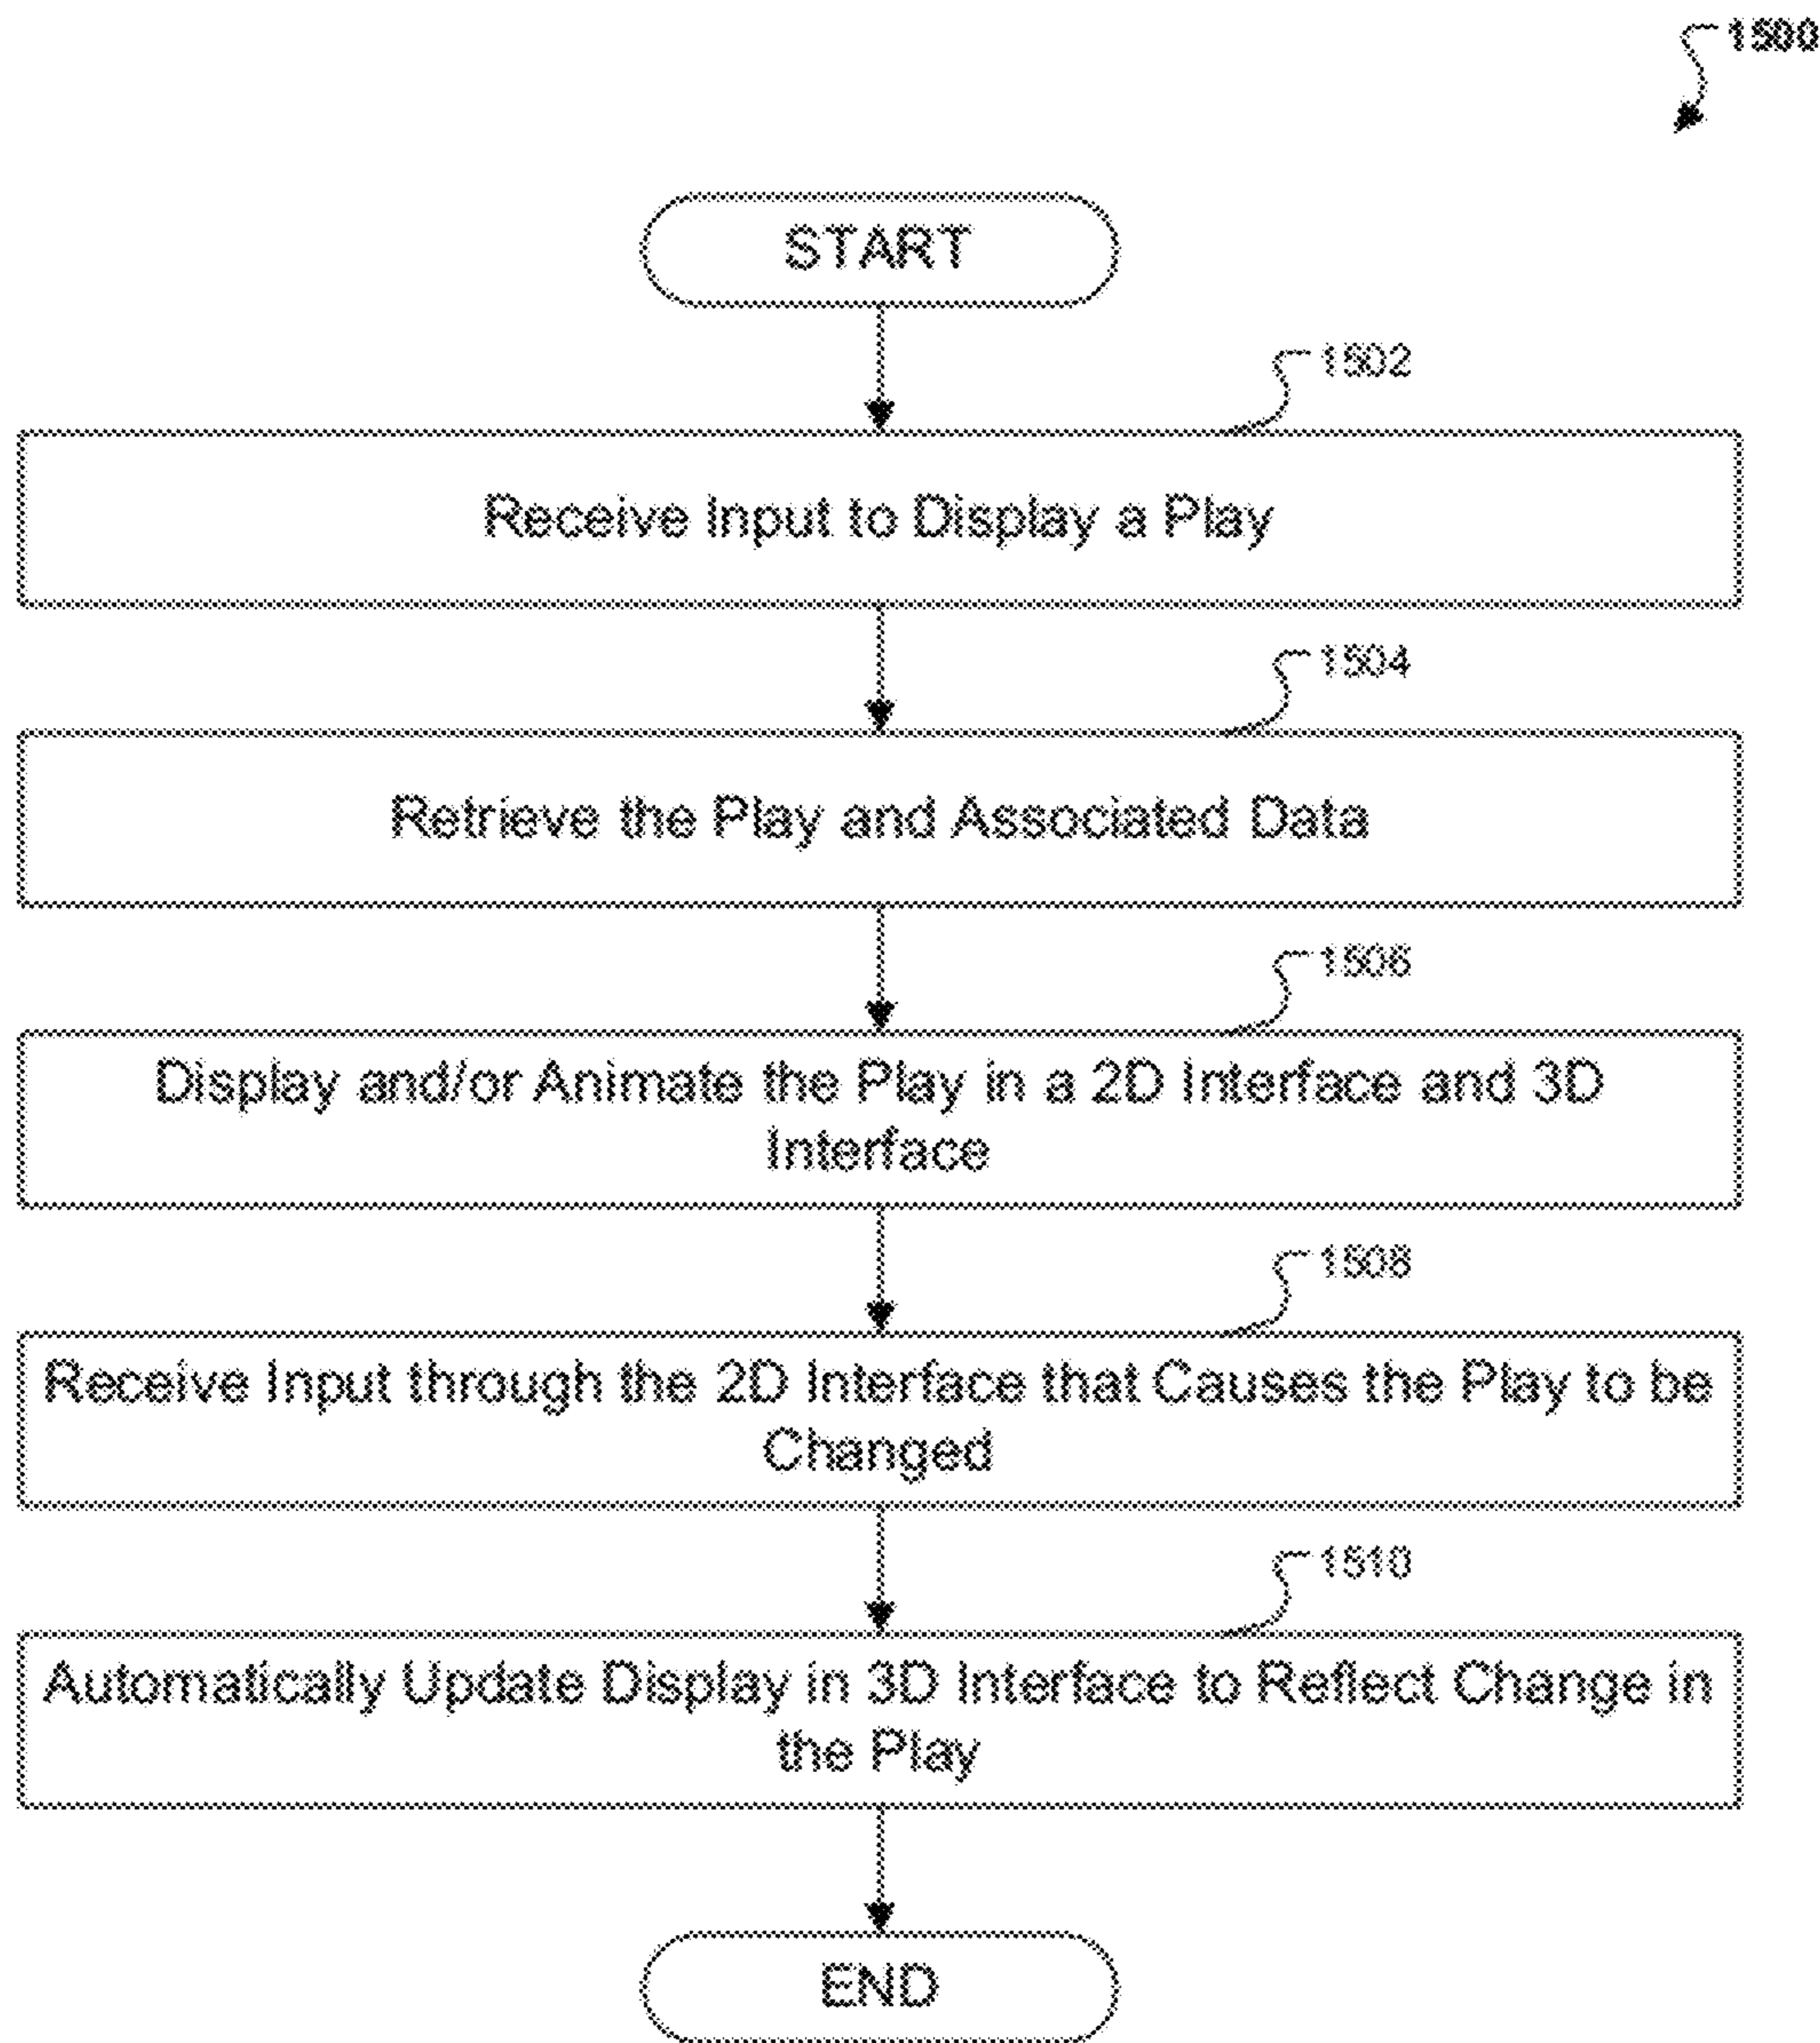 1500
START
1502
Receive Input to Display a Play
1504
Retrieve the Play and Associated Data
1506
Display and/or Animate the Play in a 2D Interface and 3D
Interface
1508
Receive Input through the 2D Interface that Causes the Play to be
Changed
1510
Automatically Update Display in 3D Interface to Reflect Change in
the Play
END